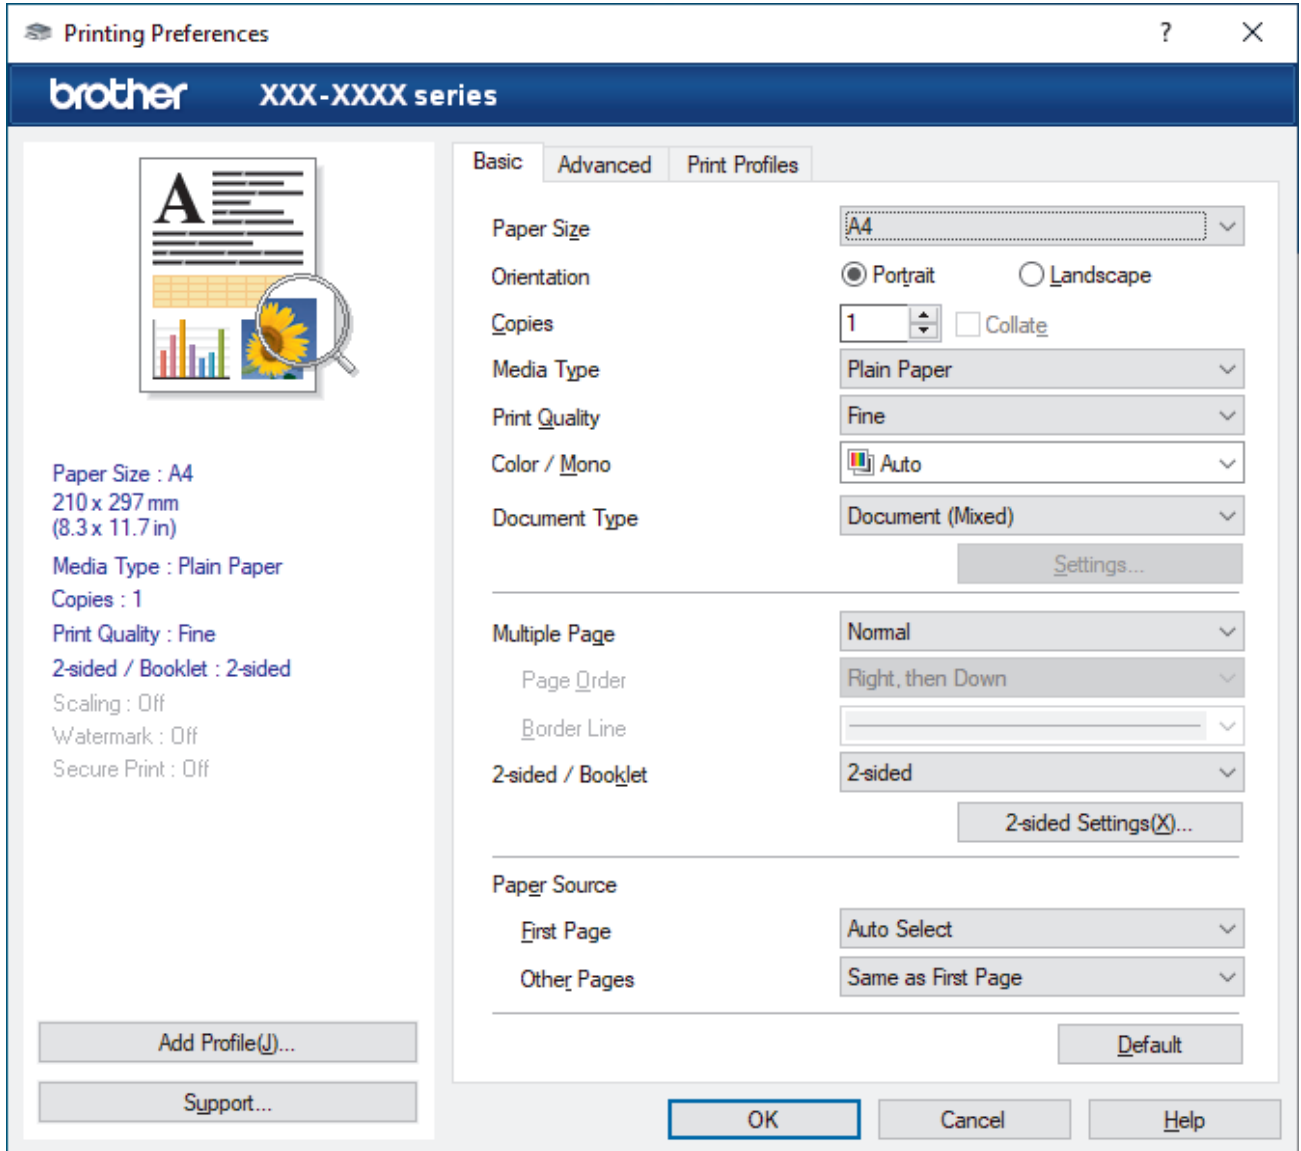 Printing Preferences
?
brother XXX-XXXX series
Basic Advanced Print Profiles
A
Paper Size : A4
210 x 297 mm
(8.3 x 11.7 in)
Media Type : Plain Paper
Copies : 1
Print Quality : Fine
2-sided / Booklet : 2-sided
Scaling : Off
Watermark : Off
Secure Print : Off
Add Profile(J)...
Support...
Paper Size A4
Orientation Portrait Landscape
Copies 1 Collate
Media Type Plain Paper
Print Quality Fine
Color / Mono Auto
Document Type Document (Mixed)
Settings...
Multiple Page Normal
Page Order Right, then Down
Border Line
2-sided / Booklet 2-sided
2-sided Settings(X)...
Paper Source
First Page Auto Select
Other Pages Same as First Page
Default
OK Cancel Help